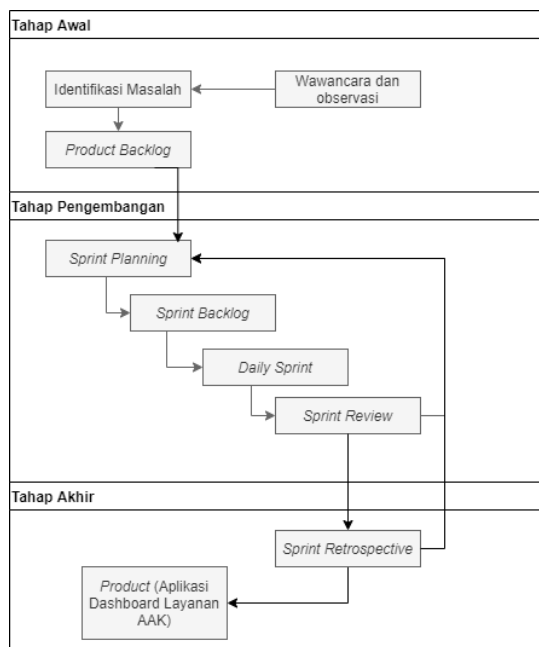 Tahap Awal
Identifikasi Masalah
Wawancara dan
observasi
Product Backlog
Tahap Pengembangan
Sprint Planning
Sprint Backlog
Daily Sprint
Sprint Review
Tahap Akhir
Sprint Retrospective
Product (Aplikasi
Dashboard Layanan
AAK)